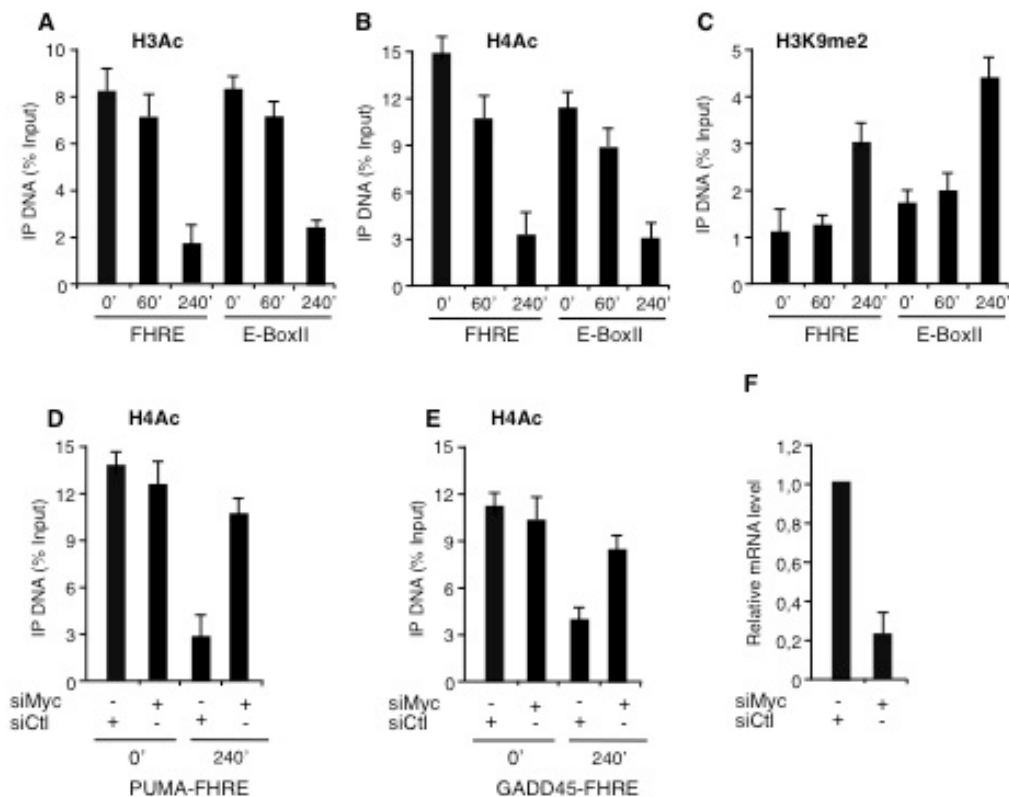 A
H3Ac
IP DNA (% Input)
10
8
6
4
2
0
0' 60' 240' 0' 60' 240'
FHRE E-BoxII
B
H4Ac
IP DNA (% Input)
15
12
9
6
3
0
0' 60' 240' 0' 60' 240'
FHRE E-BoxII
C
H3K9me2
IP DNA (% Input)
5
4
3
2
1
0
0' 60' 240' 0' 60' 240'
FHRE E-BoxII
D
H4Ac
IP DNA (% Input)
15
12
9
6
3
0
siMyc - + - +
siCtl + - + -
0' 240'
PUMA-FHRE
E
H4Ac
IP DNA (% Input)
15
12
9
6
3
0
siMyc - + - +
siCtl + - + -
0' 240'
GADD45-FHRE
F
Relative mRNA level
1,2
1,0
0,8
0,6
0,4
0,2
0
siMyc - +
siCtl + -